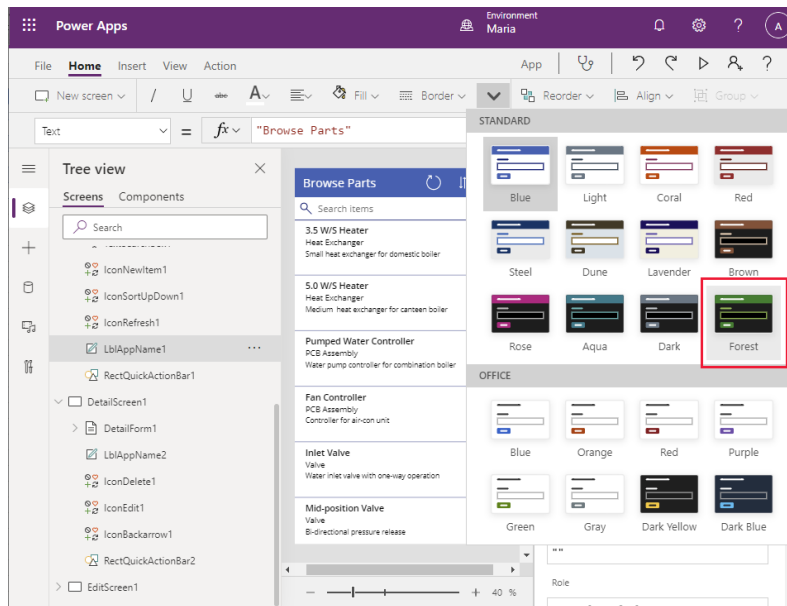 Power Apps
Environment
Maria
A
File Home Insert View Action
App
?
New screen
/ U abc A
Fill
Border
Reorder
Align
Group
Text
=
fx
"Browse Parts"
Tree view
Screens Components
Search
IconNewItem1
IconSortUpDown1
IconRefresh1
LblAppName1 ...
RectQuickActionBar1
DetailScreen1
DetailForm1
LblAppName2
IconDelete1
IconEdit1
IconBackarrow1
RectQuickActionBar2
EditScreen1
Browse Parts
Search items
3.5 W/S Heater
Heat Exchanger
Small heat exchanger for domestic boiler
5.0 W/S Heater
Heat Exchanger
Medium heat exchanger for canteen boiler
Pumped Water Controller
PCB Assembly
Water pump controller for combination boiler
Fan Controller
PCB Assembly
Controller for air-con unit
Inlet Valve
Valve
Water inlet valve with one-way operation
Mid-position Valve
Valve
Bi-directional pressure release
− + 40 %
STANDARD
Blue Light Coral Red
Steel Dune Lavender Brown
Rose Aqua Dark Forest
OFFICE
Blue Orange Red Purple
Green Gray Dark Yellow Dark Blue
""
Role